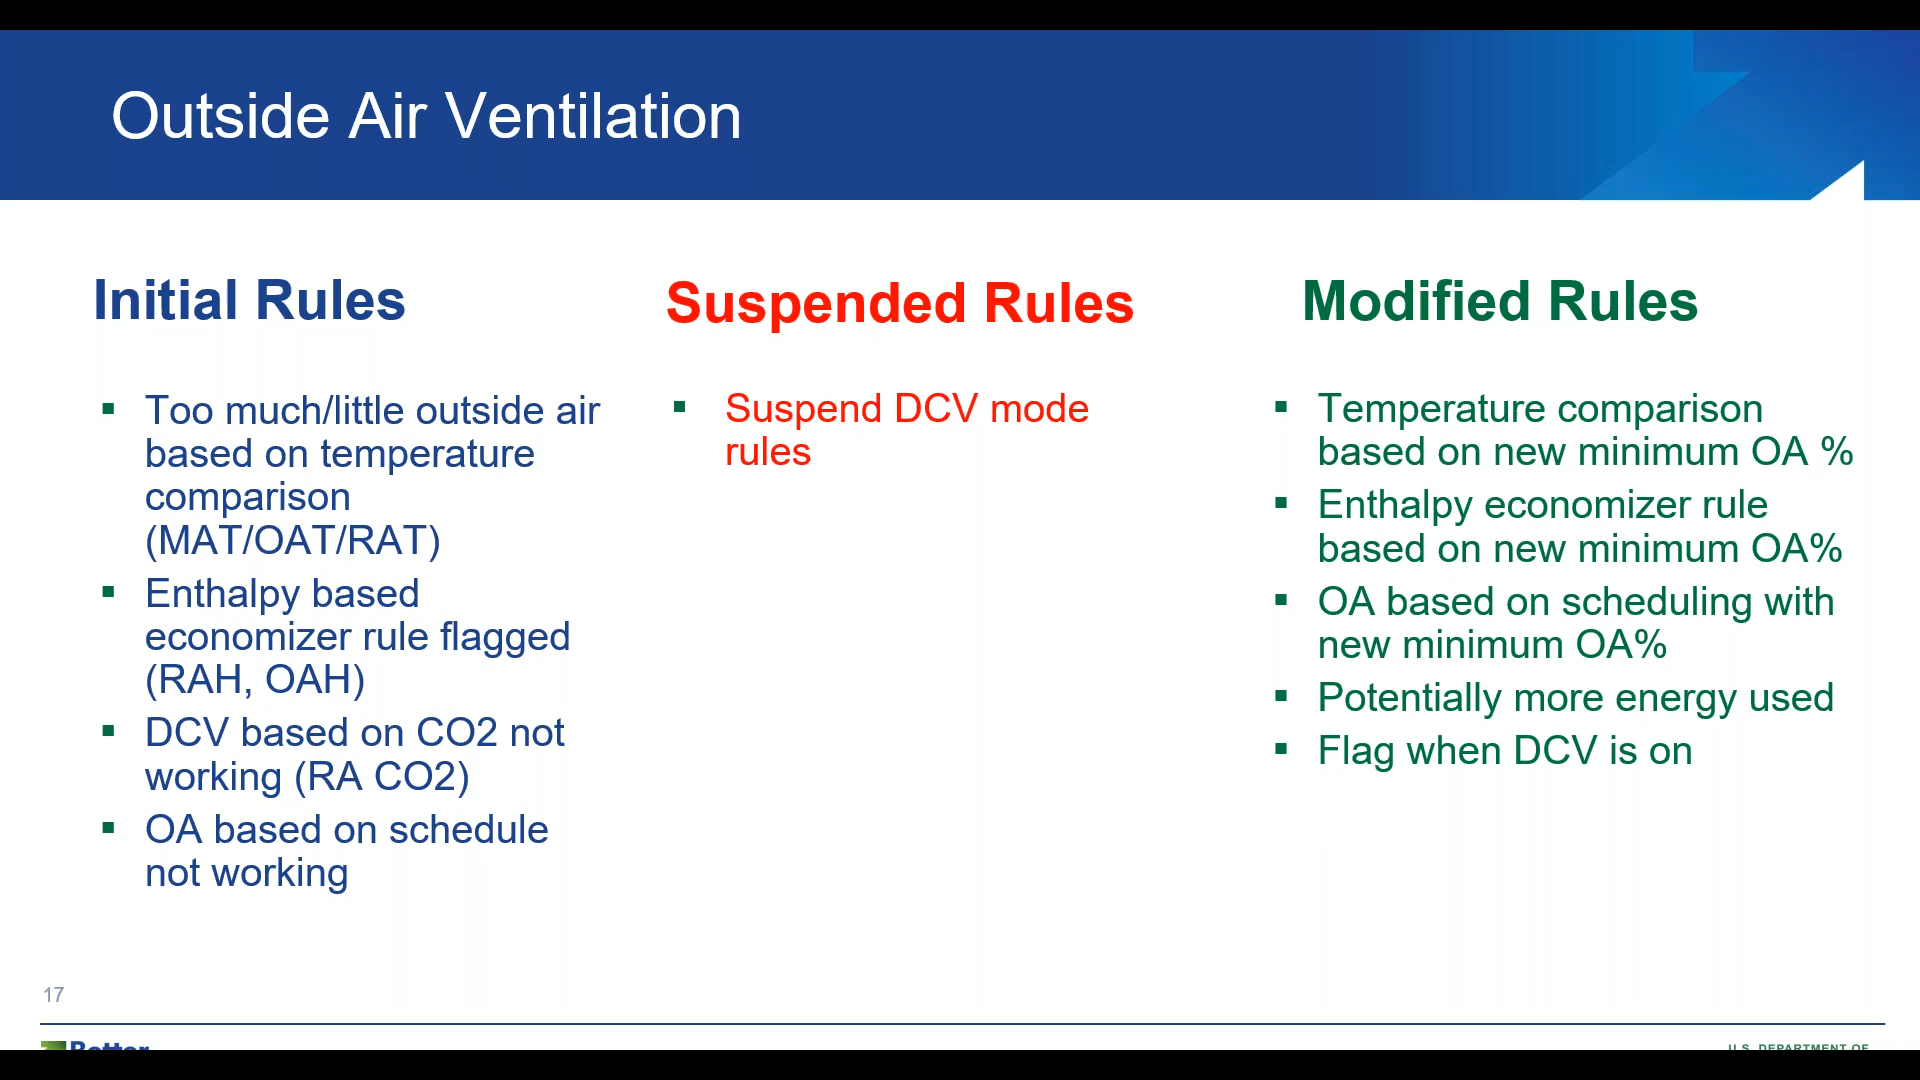 Outside Air Ventilation
Initial Rules
Too much/little outside air
based on temperature
comparison
(MAT/OAT/RAT)
Enthalpy based
economizer rule flagged
(RAH, OAH)
DCV based on CO2 not
working (RA CO2)
OA based on schedule
not working
Suspended Rules
Suspend DCV mode
rules
Modified Rules
Temperature comparison
based on new minimum OA %
Enthalpy economizer rule
based on new minimum OA%
OA based on scheduling with
new minimum OA%
Potentially more energy used
Flag when DCV is on
17
Better
U.S. DEPARTMENT OF